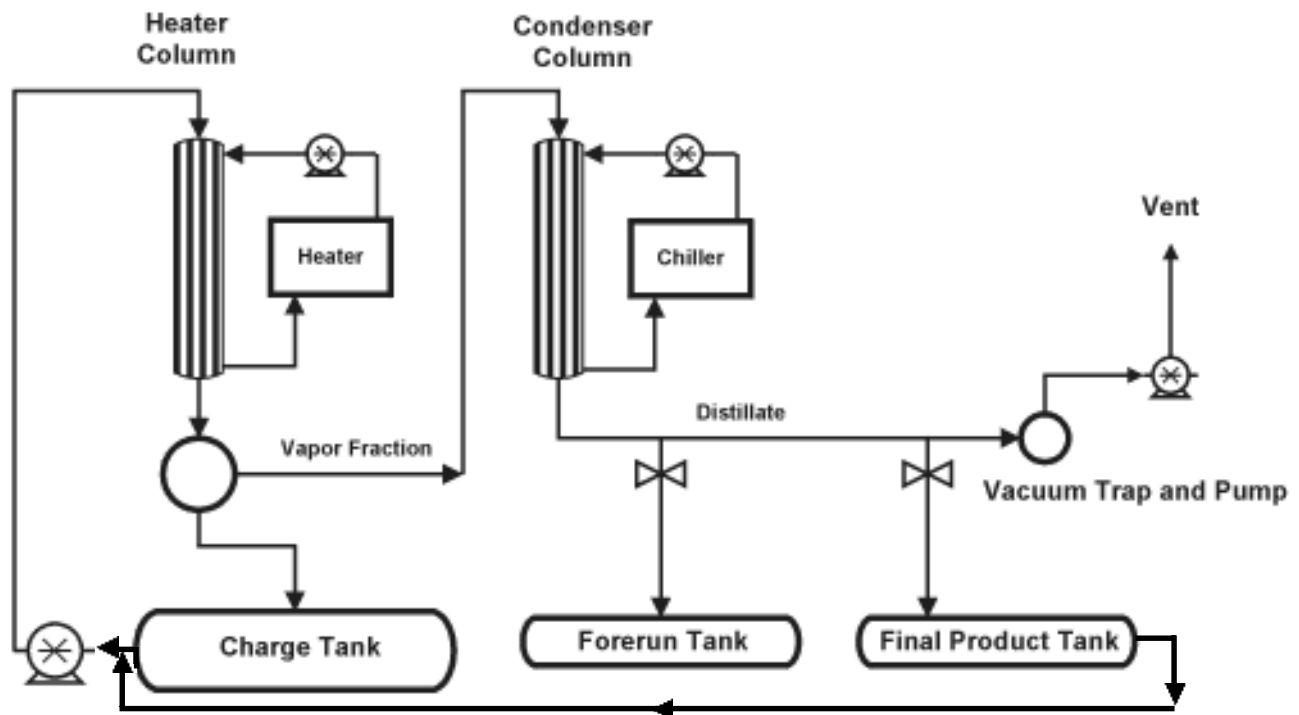 Heater
Column
Condenser
Column
Heater
Chiller
Vent
Distillate
Vapor Fraction
Vacuum Trap and Pump
Charge Tank
Forerun Tank
Final Product Tank